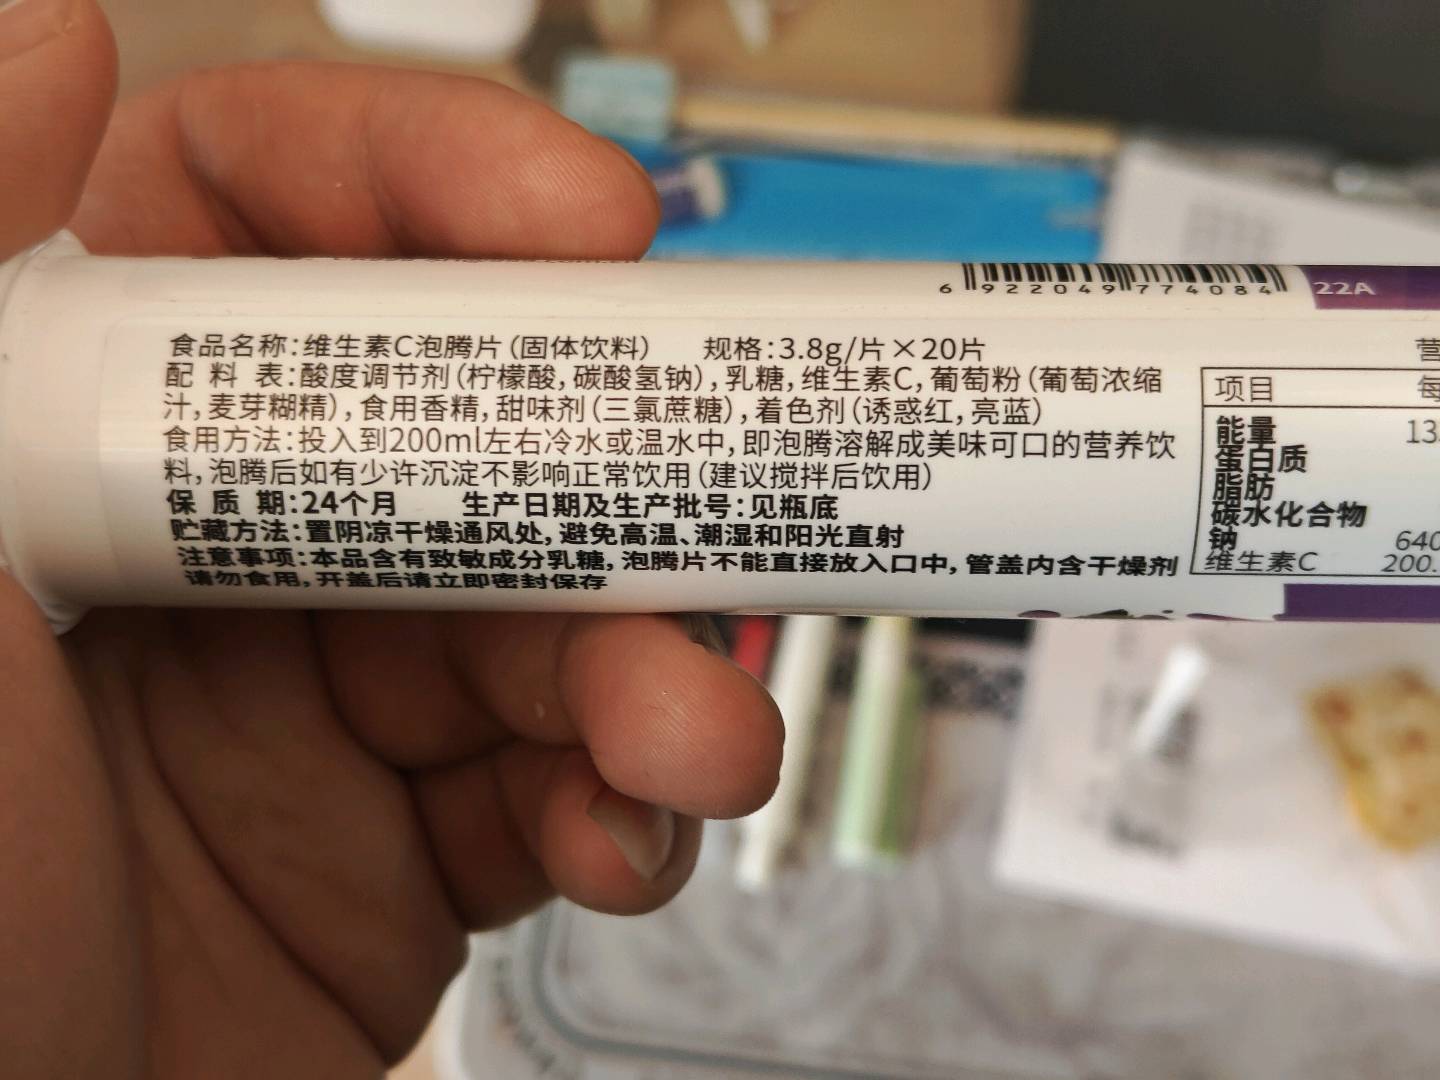 6 922049 774084
22A
食品名称:维生素C泡腾片(固体饮料) 规格:3.8g/片×20片
配 料 表:酸度调节剂(柠檬酸,碳酸氢钠),乳糖,维生素C,葡萄粉(葡萄浓缩
汁,麦芽糊精),食用香精,甜味剂(三氯蔗糖),着色剂(诱惑红,亮蓝)
食用方法:投入到200ml左右冷水或温水中,即泡腾溶解成美味可口的营养饮
料,泡腾后如有少许沉淀不影响正常饮用(建议搅拌后饮用)
保 质 期:24个月 生产日期及生产批号:见瓶底
贮藏方法:置阴凉干燥通风处,避免高温、潮湿和阳光直射
注意事项:本品含有致敏成分乳糖,泡腾片不能直接放入口中,管盖内含干燥剂
请勿食用,开盖后请立即密封保存
营
项目 每
能量 13
蛋白质
脂肪
碳水化合物
钠 640
维生素C 200.